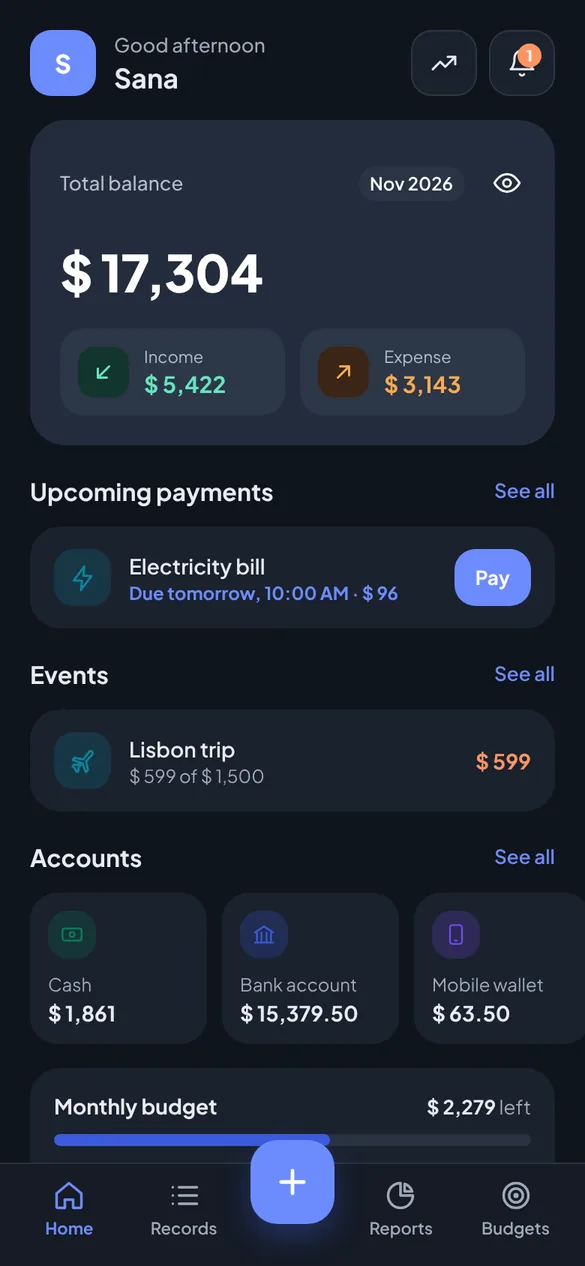 S
Good afternoon
Sana
1
Total balance
Nov 2026
$ 17,304
Income
$ 5,422
Expense
$ 3,143
Upcoming payments
See all
Electricity bill
Due tomorrow, 10:00 AM · $ 96
Pay
Events
See all
Lisbon trip
$ 599 of $ 1,500
$ 599
Accounts
See all
Cash
$ 1,861
Bank account
$ 15,379.50
Mobile wallet
$ 63.50
Monthly budget
$ 2,279 left
Home
Records
Reports
Budgets